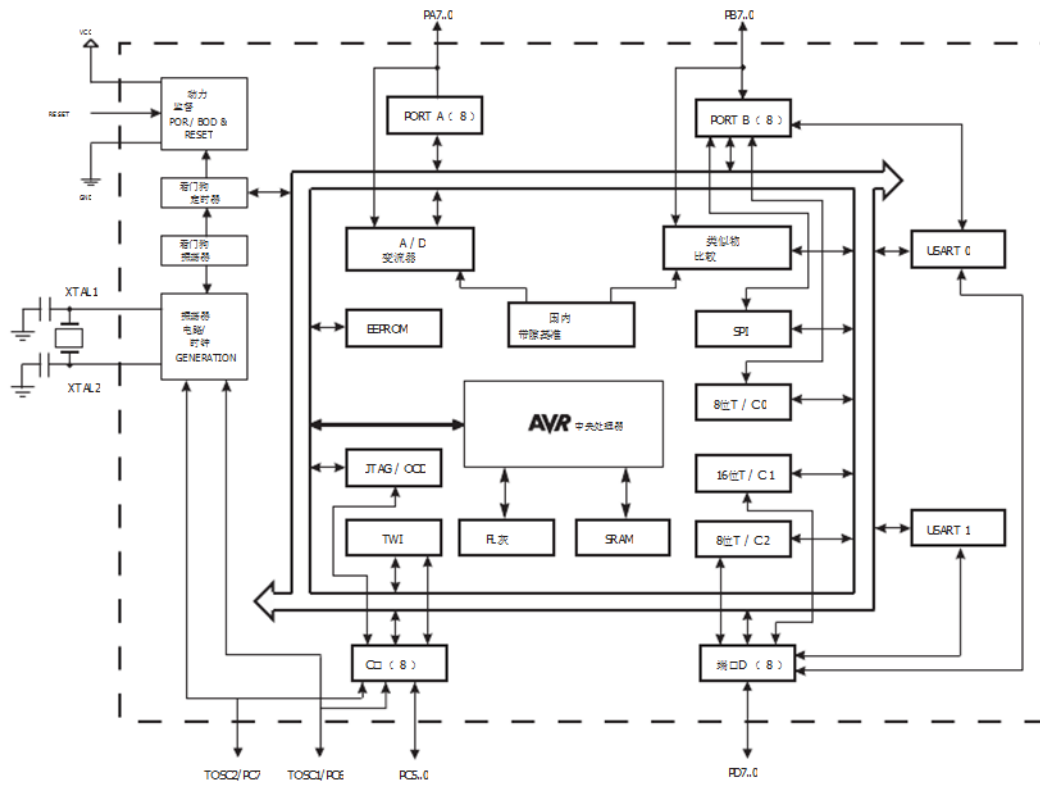 PA7..0
PB7..0
VCC
动力
监督
POR / BOD &
RESET
RESET
PORT A（8）
PORT B（8）
GND
看门狗
定时器
看门狗
振荡器
A / D
变流器
类似物
比较
USART 0
XTAL1
振荡器
电路/
时钟
GENERATION
XTAL2
EEPROM
国内
带隙基准
SPI
AVR 中央处理器
8位T / C0
JTAG / OCD
16位T / C1
TWI
FL灰
SRAM
8位T / C2
USART 1
C口（8）
端口D（8）
TOSC2/PC7
TOSC1/PC6
PC5..0
PD7..0